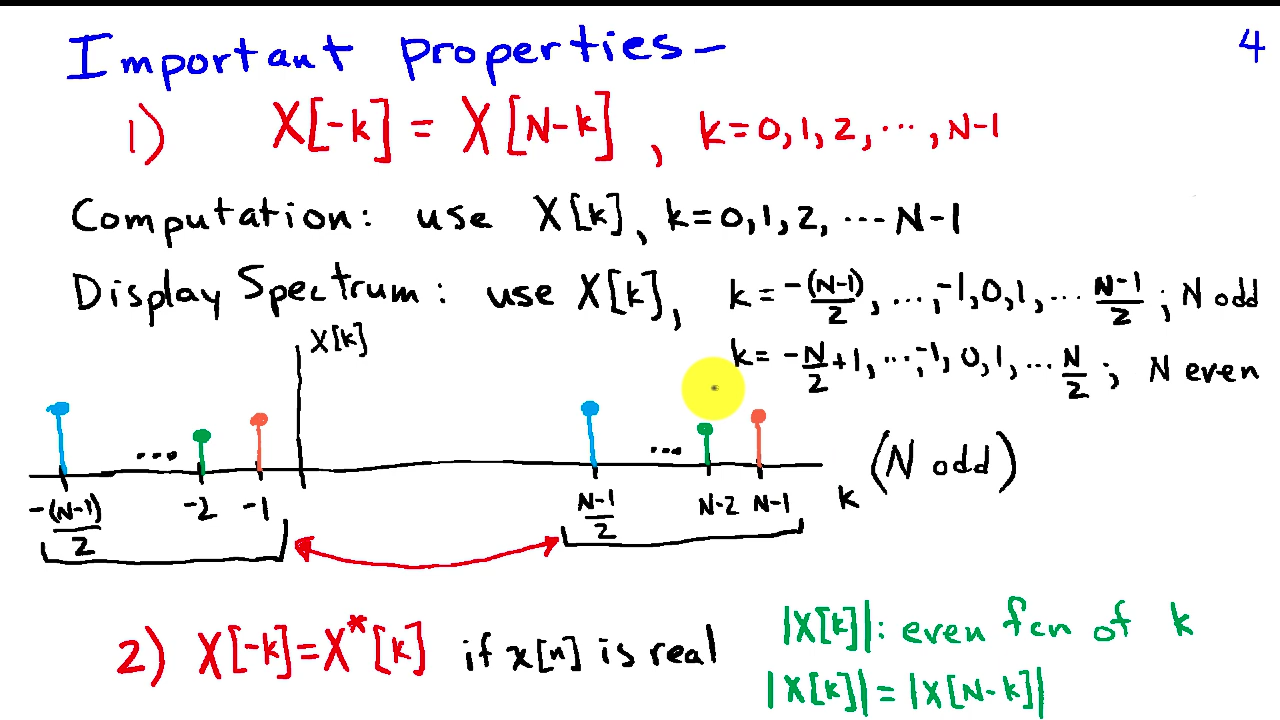 Important properties – 4
1) X[-k] = X[N-k], k=0,1,2,...,N-1
Computation: use X[k], k=0,1,2,...N-1
Display Spectrum: use X[k], k=-(N-1)/2,...,-1,0,1,...N-1/2; N odd
k=-N/2+1,...,-1,0,1,...N/2; N even
X[k]
... ...
(N odd)
-(N-1)/2 -2 -1 N-1/2 N-2 N-1 k
2) X[-k]=X*[k] if x[n] is real
|X[k]|: even fcn of k
|X[k]|=|X[N-k]|